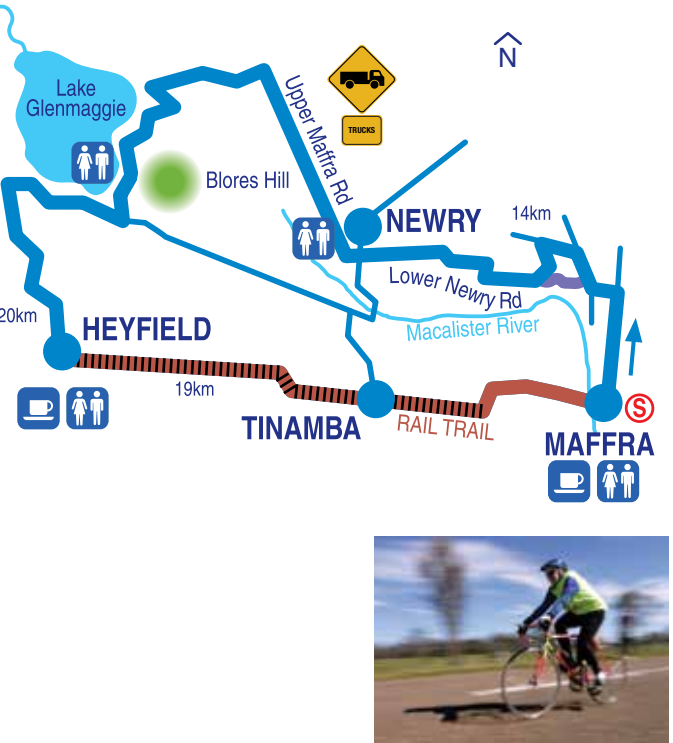 N
Lake
Glenmaggie
TRUCKS
Upper Maffra Rd
Blores Hill
NEWRY
14km
Lower Newry Rd
20km
HEYFIELD
Macalister River
19km
TINAMBA
RAIL TRAIL
S
MAFFRA